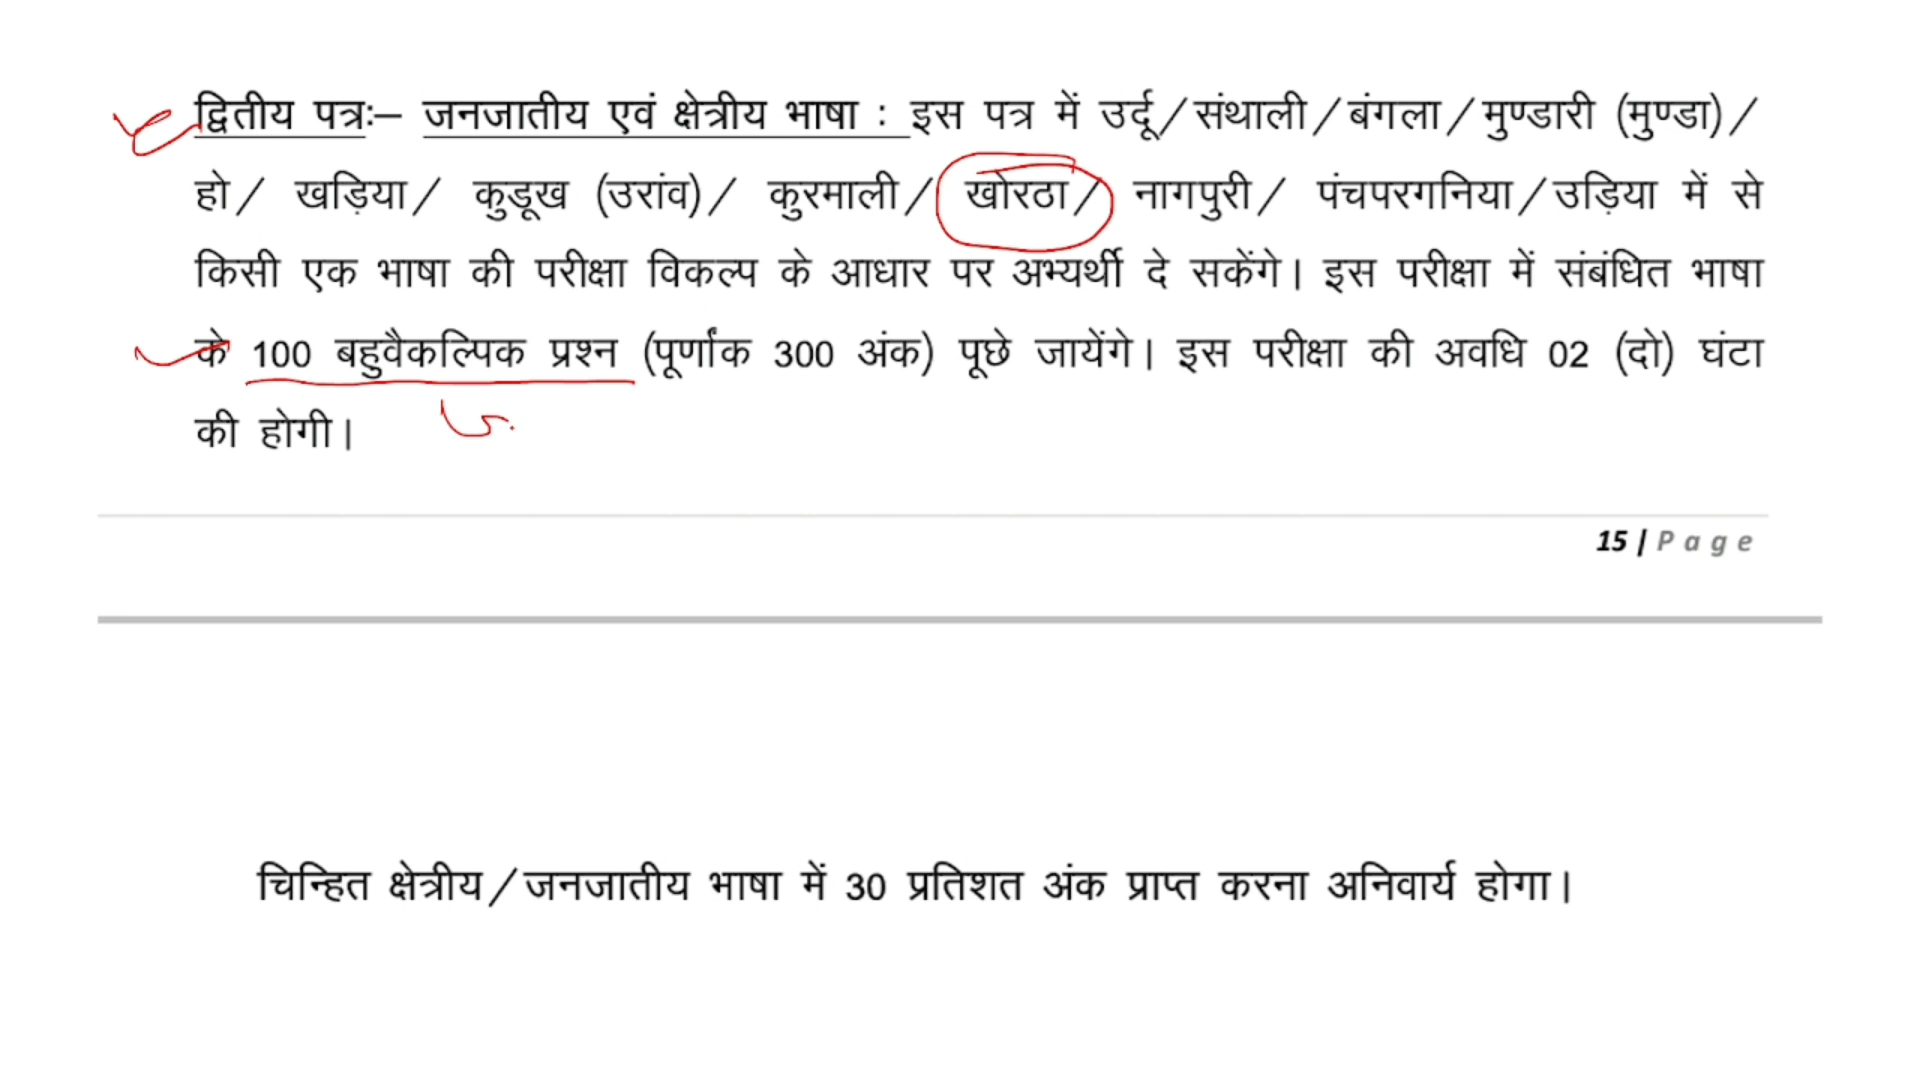 द्वितीय पत्रः– जनजातीय एवं क्षेत्रीय भाषा : इस पत्र में उर्दू/संथाली/बंगला/मुण्डारी (मुण्डा)/
हो/ खड़िया/ कुडूख (उरांव)/ कुरमाली/ खोरठा/ नागपुरी/ पंचपरगनिया/उड़िया में से
किसी एक भाषा की परीक्षा विकल्प के आधार पर अभ्यर्थी दे सकेंगे। इस परीक्षा में संबंधित भाषा
के 100 बहुवैकल्पिक प्रश्न (पूर्णांक 300 अंक) पूछे जायेंगे। इस परीक्षा की अवधि 02 (दो) घंटा
की होगी।
15 | Page
चिन्हित क्षेत्रीय/जनजातीय भाषा में 30 प्रतिशत अंक प्राप्त करना अनिवार्य होगा।